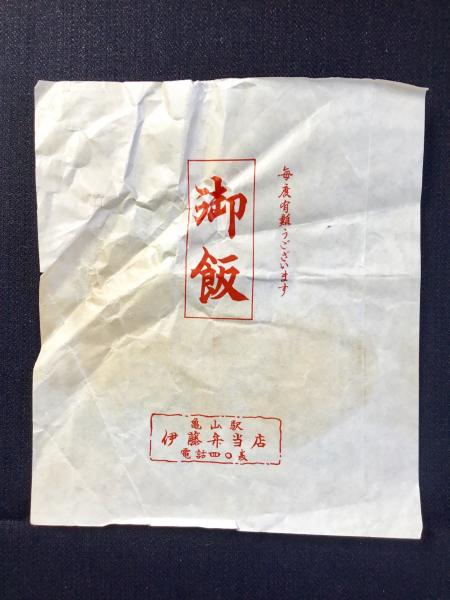 毎度有難うございます
御飯
亀山駅
伊藤弁当店
電話四〇番